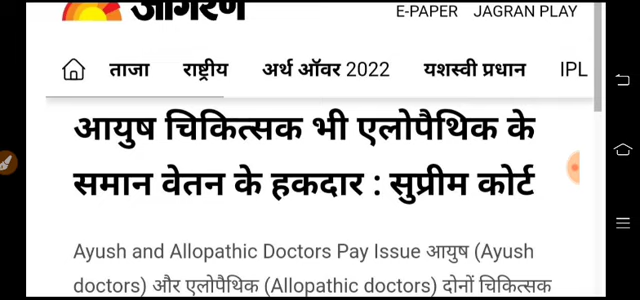 जागरण
E-PAPER JAGRAN PLAY
ताजा राष्ट्रीय अर्थ ऑवर 2022 यशस्वी प्रधान IPL
आयुष चिकित्सक भी एलोपैथिक के
समान वेतन के हकदार : सुप्रीम कोर्ट
Ayush and Allopathic Doctors Pay Issue आयुष (Ayush
doctors) और एलोपैथिक (Allopathic doctors) दोनों चिकित्सक